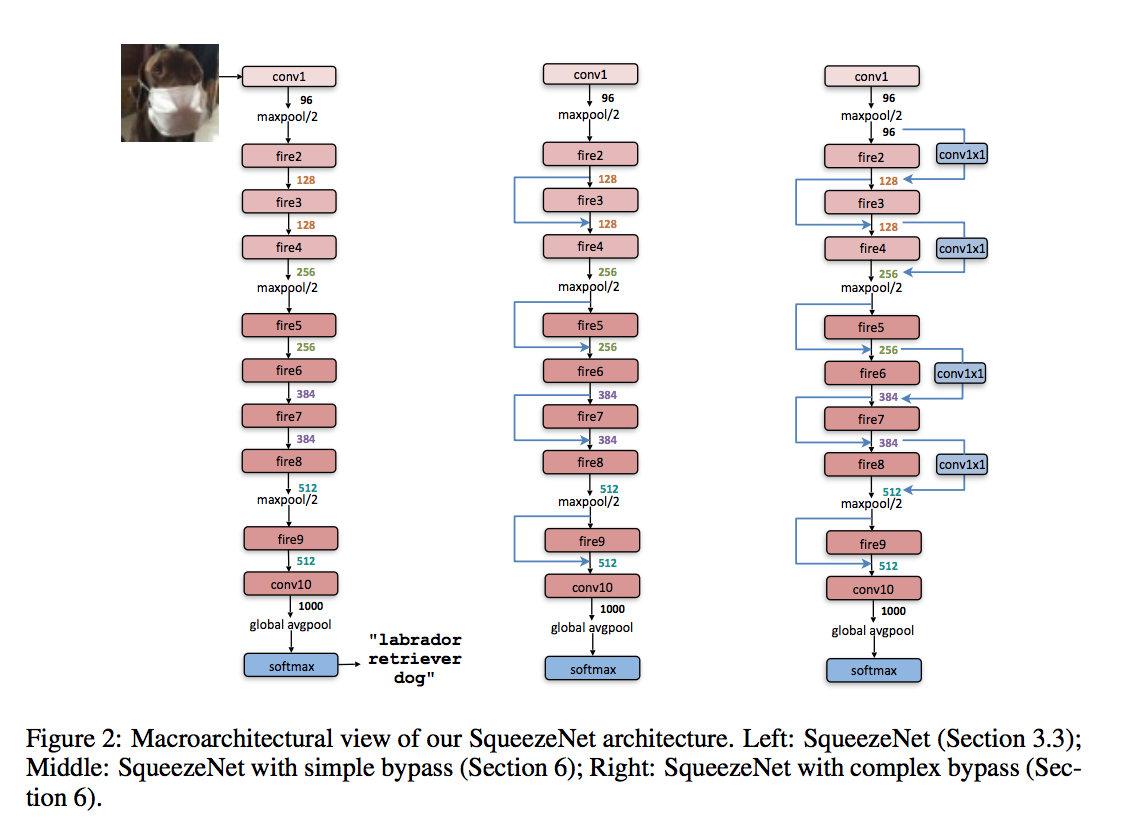 conv1
96
maxpool/2
fire2
128
fire3
128
fire4
256
maxpool/2
fire5
256
fire6
384
fire7
384
fire8
512
maxpool/2
fire9
512
conv10
1000
global avgpool
softmax
"labrador
retriever
dog"
conv1
96
maxpool/2
fire2
128
fire3
128
fire4
256
maxpool/2
fire5
256
fire6
384
fire7
384
fire8
512
maxpool/2
fire9
512
conv10
1000
global avgpool
softmax
conv1
96
maxpool/2
96
fire2
conv1x1
128
fire3
128
fire4
conv1x1
256
maxpool/2
fire5
256
fire6
conv1x1
384
fire7
384
fire8
conv1x1
512
maxpool/2
fire9
512
conv10
1000
global avgpool
softmax
Figure 2: Macroarchitectural view of our SqueezeNet architecture. Left: SqueezeNet (Section 3.3);
Middle: SqueezeNet with simple bypass (Section 6); Right: SqueezeNet with complex bypass (Sec-
tion 6).